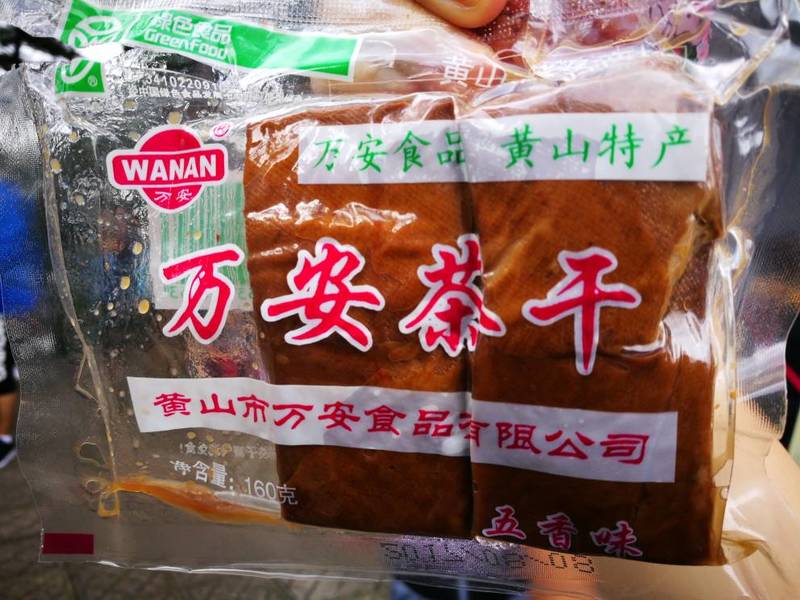 绿色食品
GreenFood
万安食品 黄山特产
WANAN
万安
万安茶干
黄山市万安食品有限公司
净含量：160克
五香味